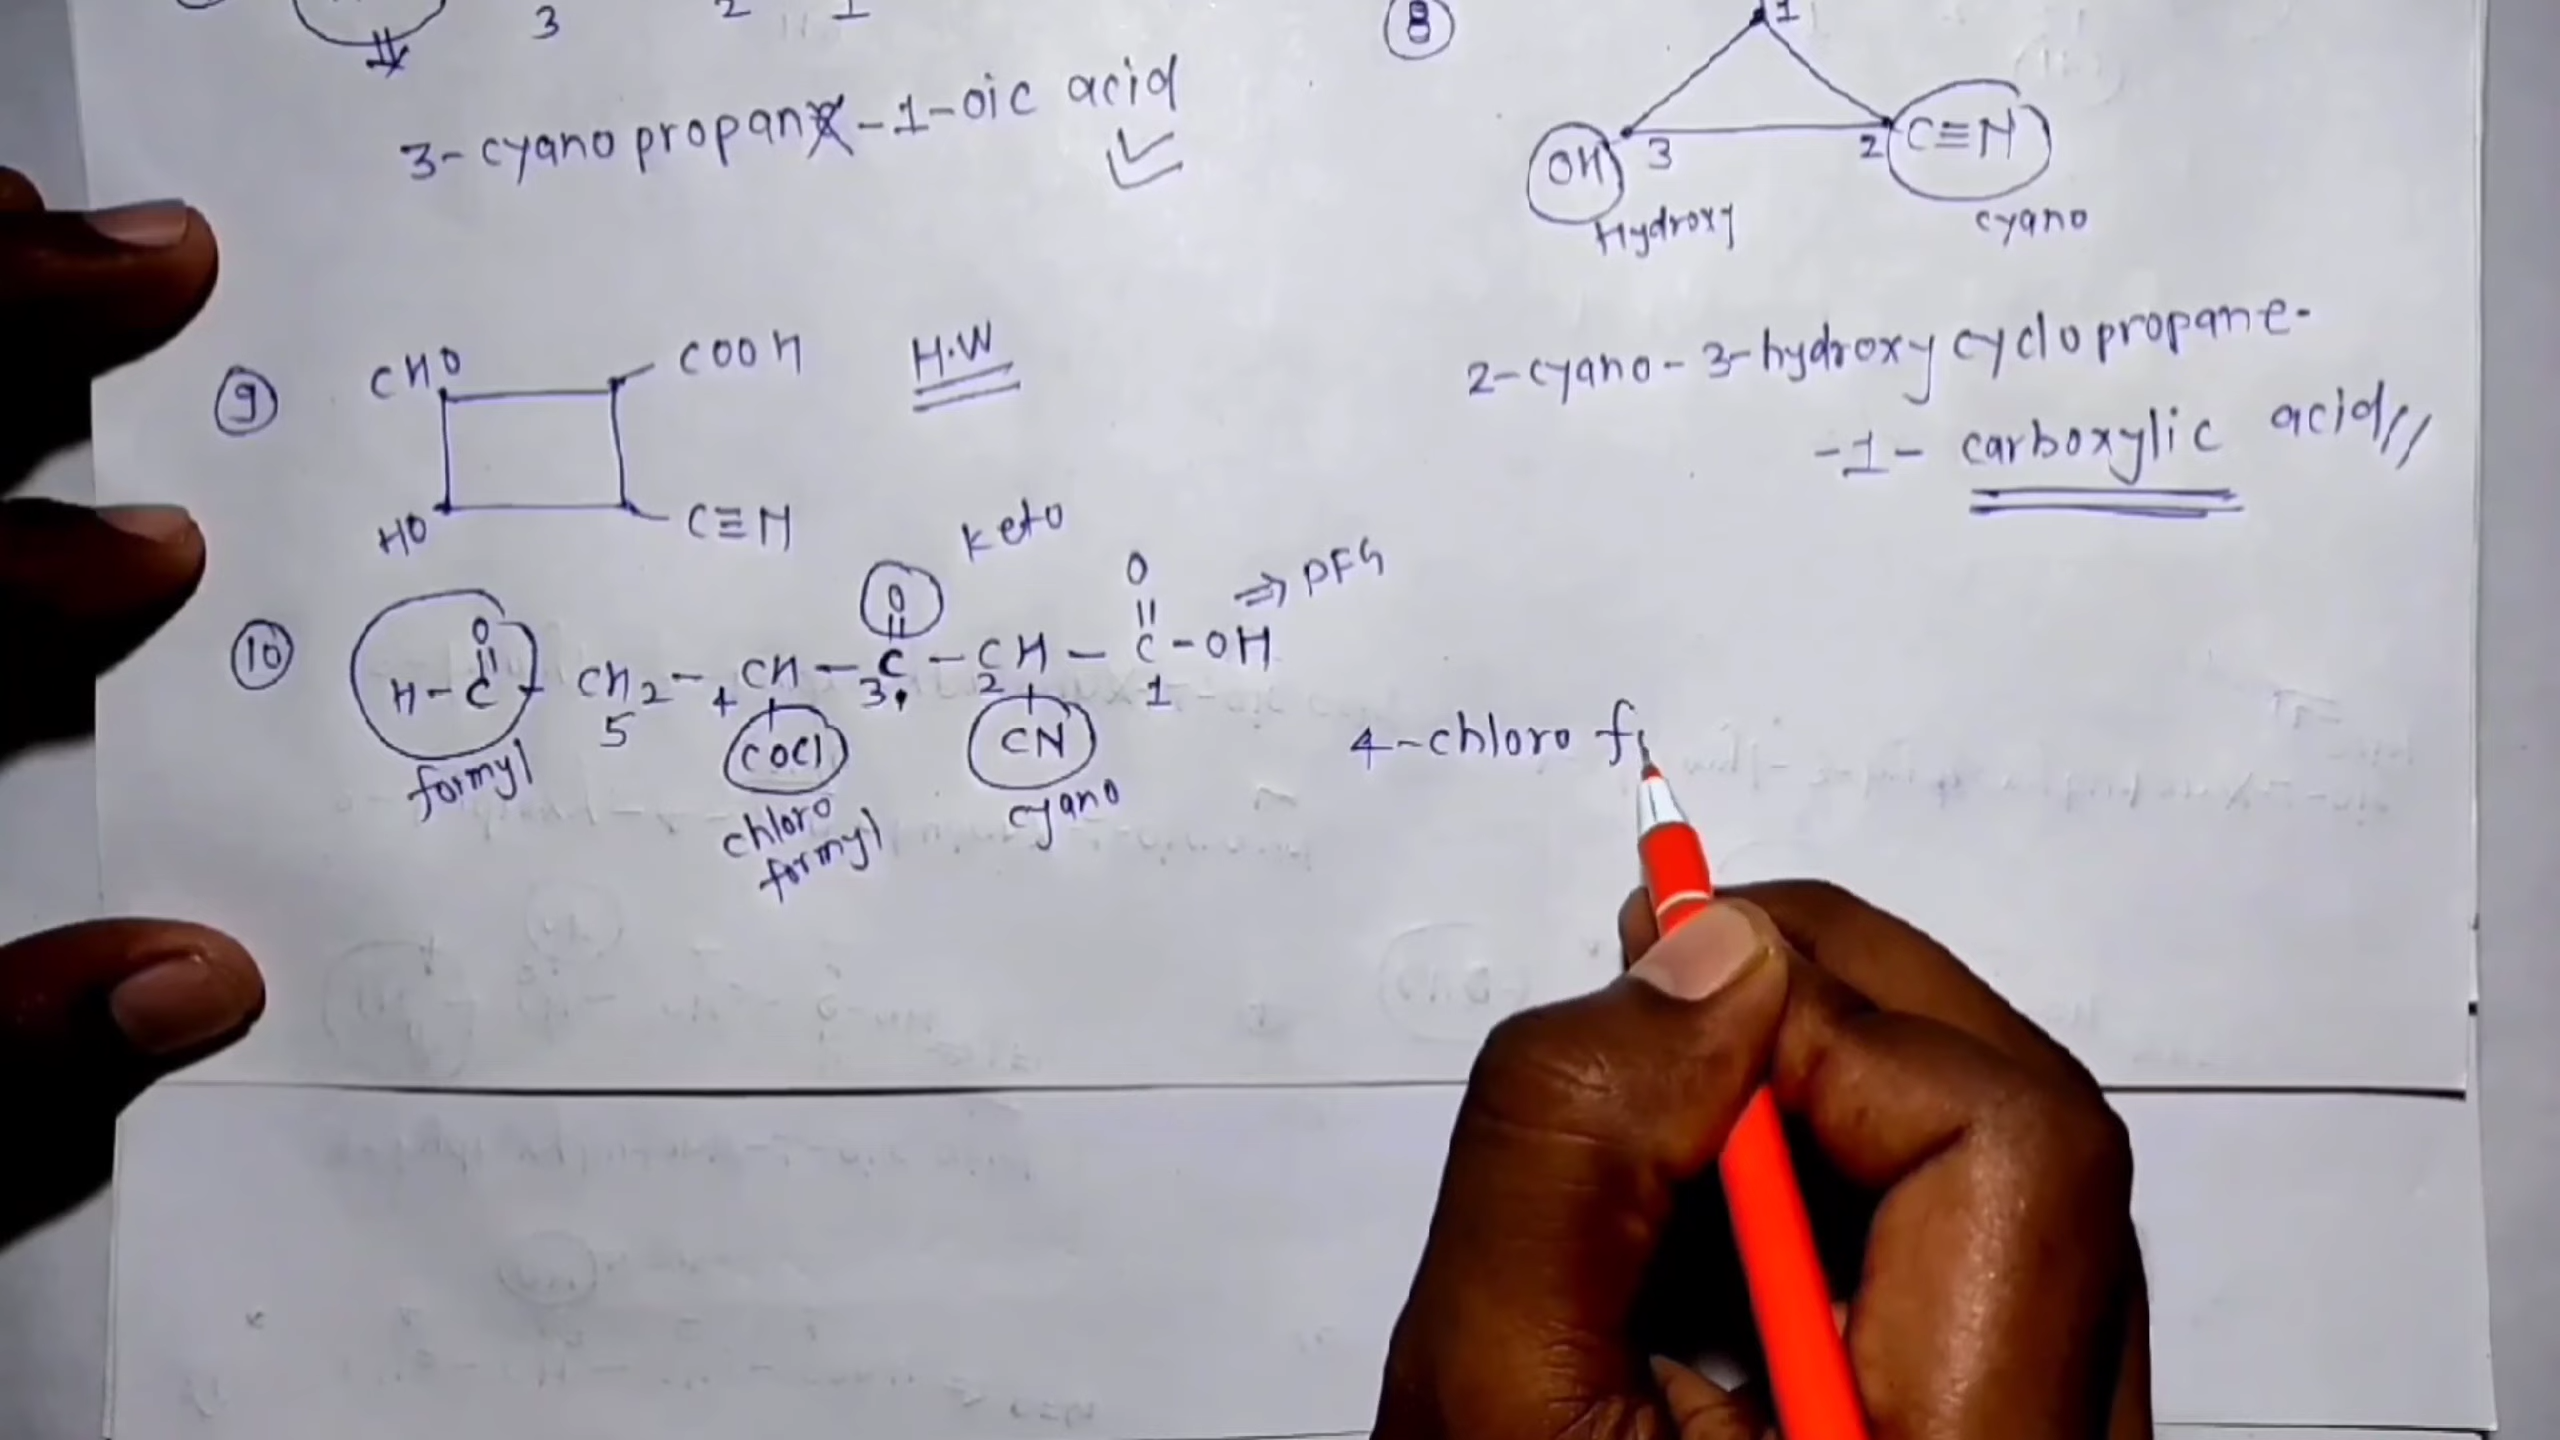 3 2 1
3-cyano propane-1-oic acid
8
1
OH 3 2 C≡N
Hydroxy cyano
2-cyano-3-hydroxy cyclopropane-
-1- carboxylic acid//
9 CHO COOH H.W
HO C≡N
keto
10
O O O ⇒ PFG
H-C- CH2- CH-C-CH-C-OH
5 4 3 2 1
COCl CN
formyl chloro formyl cyano
4-chloro f